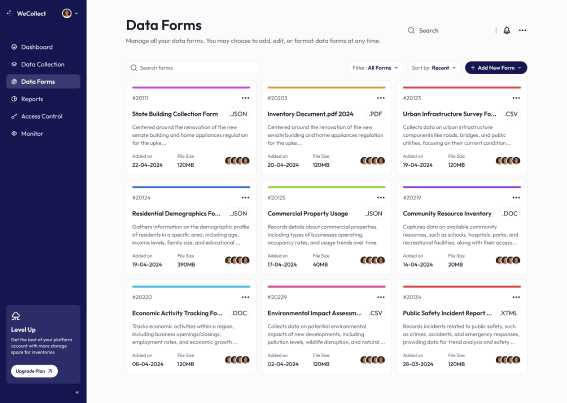 WeCollect
Dashboard
Data Collection
Data Forms
Reports
Access Control
Monitor
Level Up
Get the best of your platform
account with more storage
space for inventories
Upgrade Plan
Data Forms
Manage all your data forms. You may choose to add, edit, or format data forms at any time.
Search
Search forms
Filter: All Forms
Sort by: Recent
+ Add New Form
#20111
State Building Collection Form .JSON
Centered around the renovation of the new
senate building and home appliances regulation
for the upke...
Added on File Size
22-04-2024 120MB
#20203
Inventory Document.pdf 2024 .PDF
Centered around the renovation of the new
senate building and home appliances regulation
for the upke...
Added on File Size
20-04-2024 120MB
#20123
Urban Infrastructure Survey Fo... .CSV
Collects data on urban infrastructure
components like roads, bridges, and public
utilities, focusing on their current condition...
Added on File Size
19-04-2024 120MB
#20124
Residential Demographics Fo... .JSON
Gathers information on the demographic profile
of residents in a specific area, including age,
income levels, family size, and educational ...
Added on File Size
19-04-2024 390MB
#20125
Commercial Property Usage .JSON
Records details about commercial properties,
including types of businesses operating,
occupancy rates, and usage trends over time.
Added on File Size
17-04-2024 40MB
#20219
Community Resource Inventory .DOC
Captures data on available community
resources, such as schools, hospitals, parks, and
recreational facilities, along with their access...
Added on File Size
14-04-2024 20MB
#20220
Economic Activity Tracking Fo... .DOC
Tracks economic activities within a region,
including business openings/closings,
employment rates, and economic growth ...
Added on File Size
08-04-2024 120MB
#20229
Environmental Impact Assessm... .CSV
Collects data on potential environmental
impacts of new developments, including
pollution levels, wildlife disruption, and natural ...
Added on File Size
02-04-2024 120MB
#20134
Public Safety Incident Report ... .XTML
Records incidents related to public safety, such
as crimes, accidents, and emergency responses,
providing data for trend analysis and safety ...
Added on File Size
28-03-2024 120MB